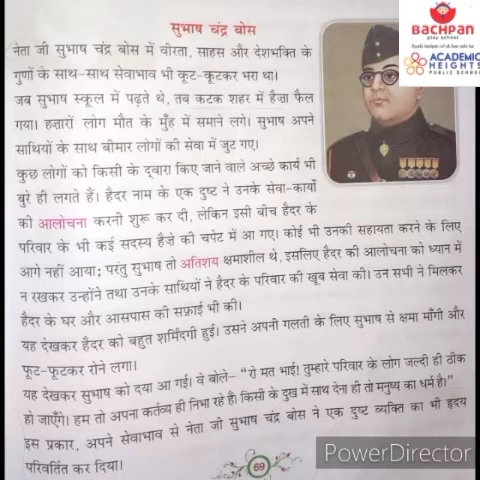 सुभाष चंद्र बोस
नेता जी सुभाष चंद्र बोस में वीरता, साहस और देशभक्ति के
गुणों के साथ-साथ सेवाभाव भी कूट-कूटकर भरा था।
जब सुभाष स्कूल में पढ़ते थे, तब कटक शहर में हैज़ा फैल
गया। हज़ारों लोग मौत के मुँह में समाने लगे। सुभाष अपने
साथियों के साथ बीमार लोगों की सेवा में जुट गए।
कुछ लोगों को किसी के द्वारा किए जाने वाले अच्छे कार्य भी
बुरे ही लगते हैं। हैदर नाम के एक दुष्ट ने उनके सेवा-कार्यों
की आलोचना करनी शुरू कर दी, लेकिन इसी बीच हैदर के
परिवार के भी कई सदस्य हैजे की चपेट में आ गए। कोई भी उनकी सहायता करने के लिए
आगे नहीं आया; परंतु सुभाष तो अतिशय क्षमाशील थे, इसलिए हैदर की आलोचना को ध्यान में
न रखकर उन्होंने तथा उनके साथियों ने हैदर के परिवार की खूब सेवा की। उन सभी ने मिलकर
हैदर के घर और आसपास की सफ़ाई भी की।
यह देखकर हैदर को बहुत शर्मिंदगी हुई। उसने अपनी गलती के लिए सुभाष से क्षमा माँगी और
फूट-फूटकर रोने लगा।
यह देखकर सुभाष को दया आ गई। वे बोले- “रो मत भाई! तुम्हारे परिवार के लोग जल्दी ही ठीक
हो जाएँगे। हम तो अपना कर्तव्य ही निभा रहे हैं। किसी के दुख में साथ देना ही तो मनुष्य का धर्म है।”
इस प्रकार, अपने सेवाभाव से नेता जी सुभाष चंद्र बोस ने एक दुष्ट व्यक्ति का भी हृदय
परिवर्तित कर दिया।
69
BACHPAN
play school
ACADEMIC
HEIGHTS
PUBLIC SCHOOL
PowerDirector